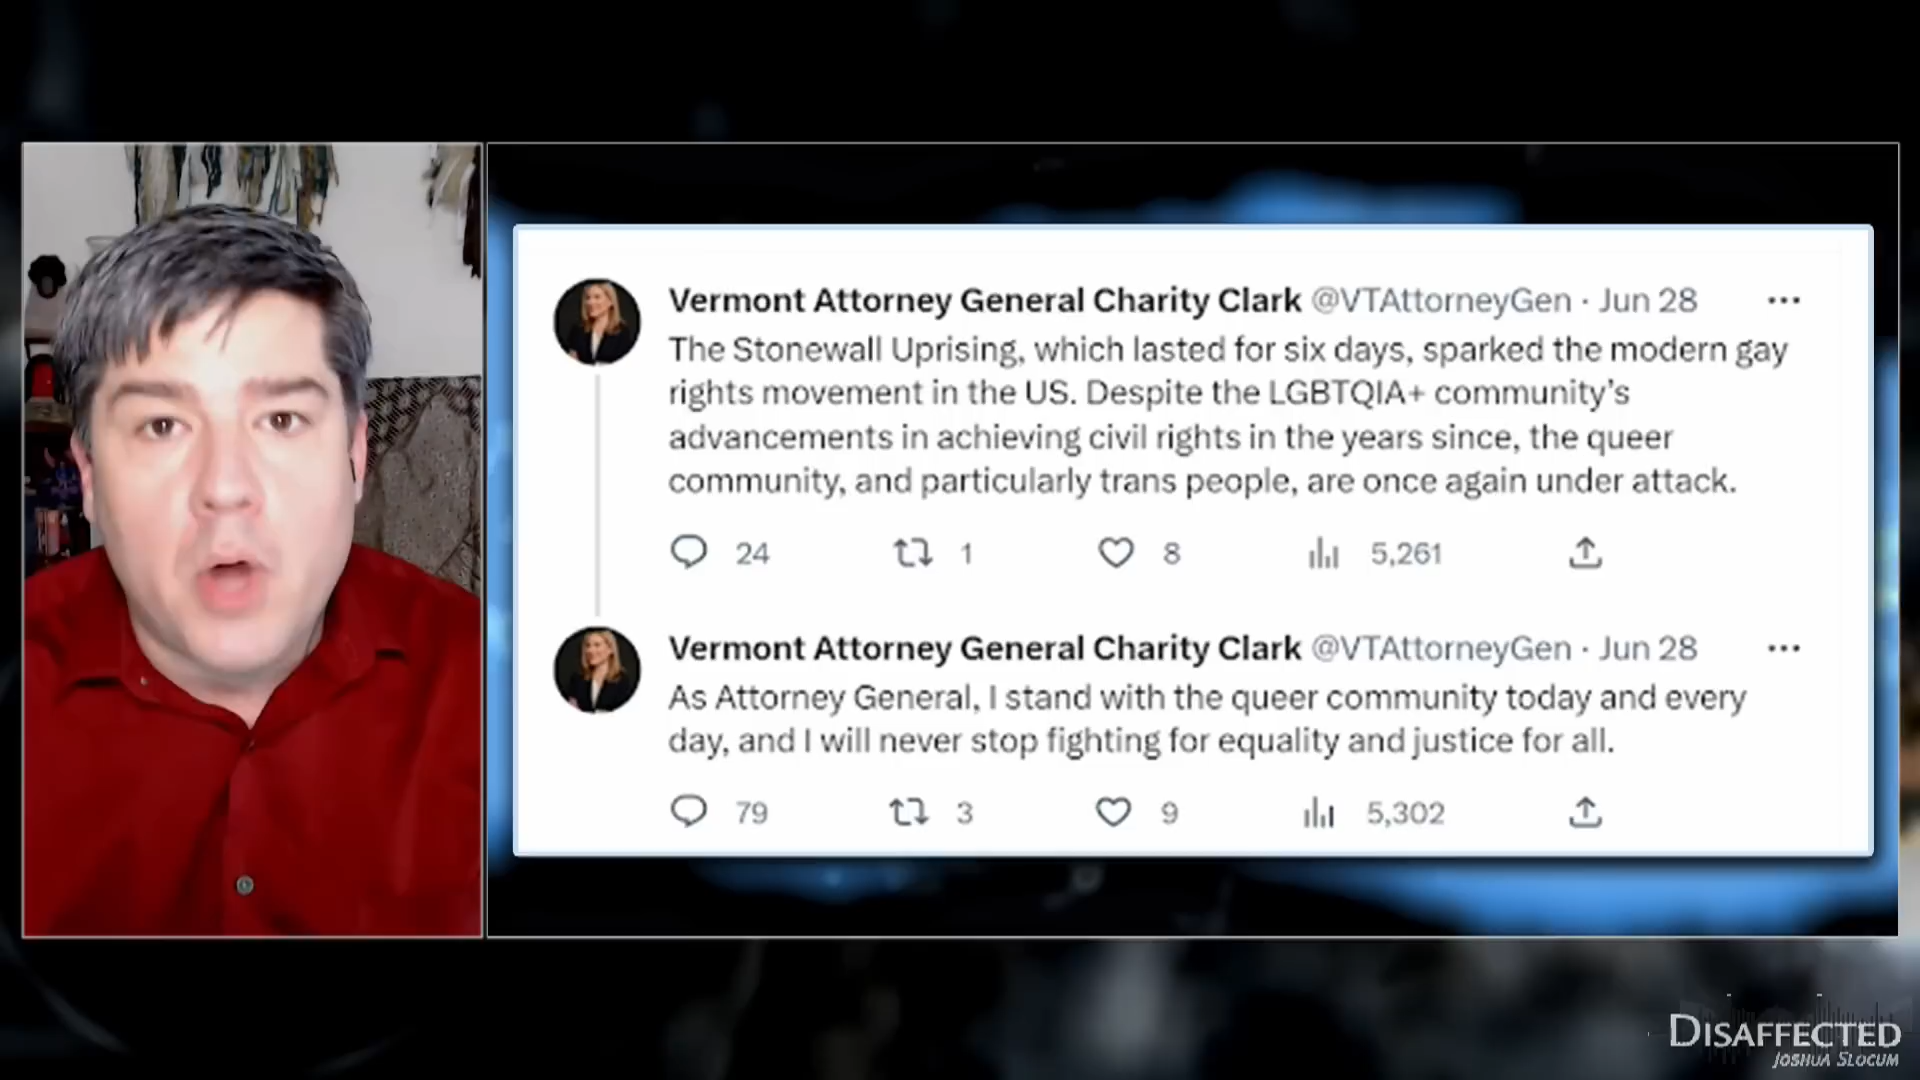 Vermont Attorney General Charity Clark @VTAttorneyGen · Jun 28
The Stonewall Uprising, which lasted for six days, sparked the modern gay
rights movement in the US. Despite the LGBTQIA+ community’s
advancements in achieving civil rights in the years since, the queer
community, and particularly trans people, are once again under attack.
24 1 8 5,261
Vermont Attorney General Charity Clark @VTAttorneyGen · Jun 28
As Attorney General, I stand with the queer community today and every
day, and I will never stop fighting for equality and justice for all.
79 3 9 5,302
DISAFFECTED
JOSHUA SLOCUM